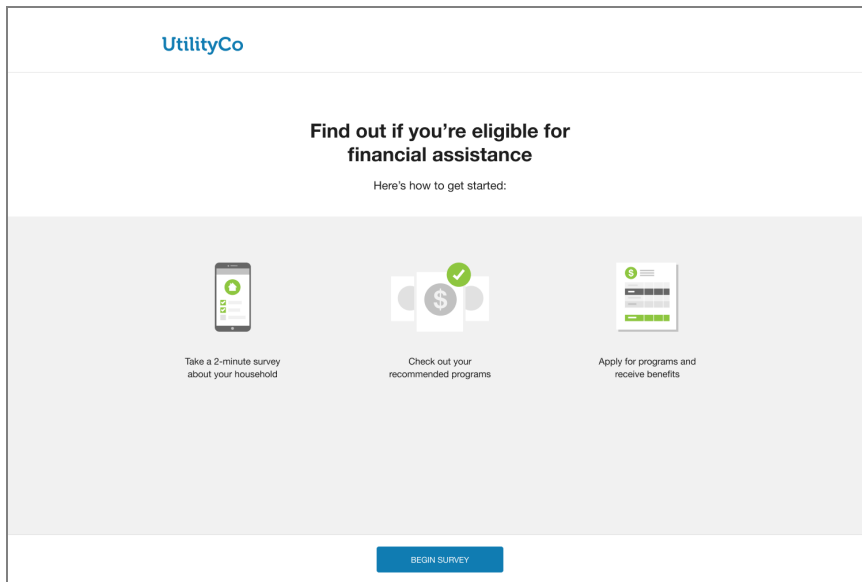 UtilityCo
Find out if you’re eligible for
financial assistance
Here’s how to get started:
$
$
Take a 2-minute survey
about your household
Check out your
recommended programs
Apply for programs and
receive benefits
BEGIN SURVEY